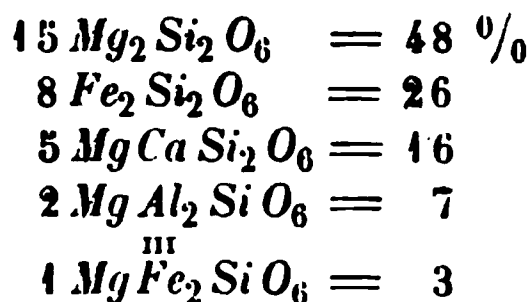 15 Mg₂ Si₂ O₆ = 48 %
8 Fe₂ Si₂ O₆ = 26
5 Mg Ca Si₂ O₆ = 16
2 Mg Al₂ Si O₆ = 7
III
1 Mg Fe₂ Si O₆ = 3